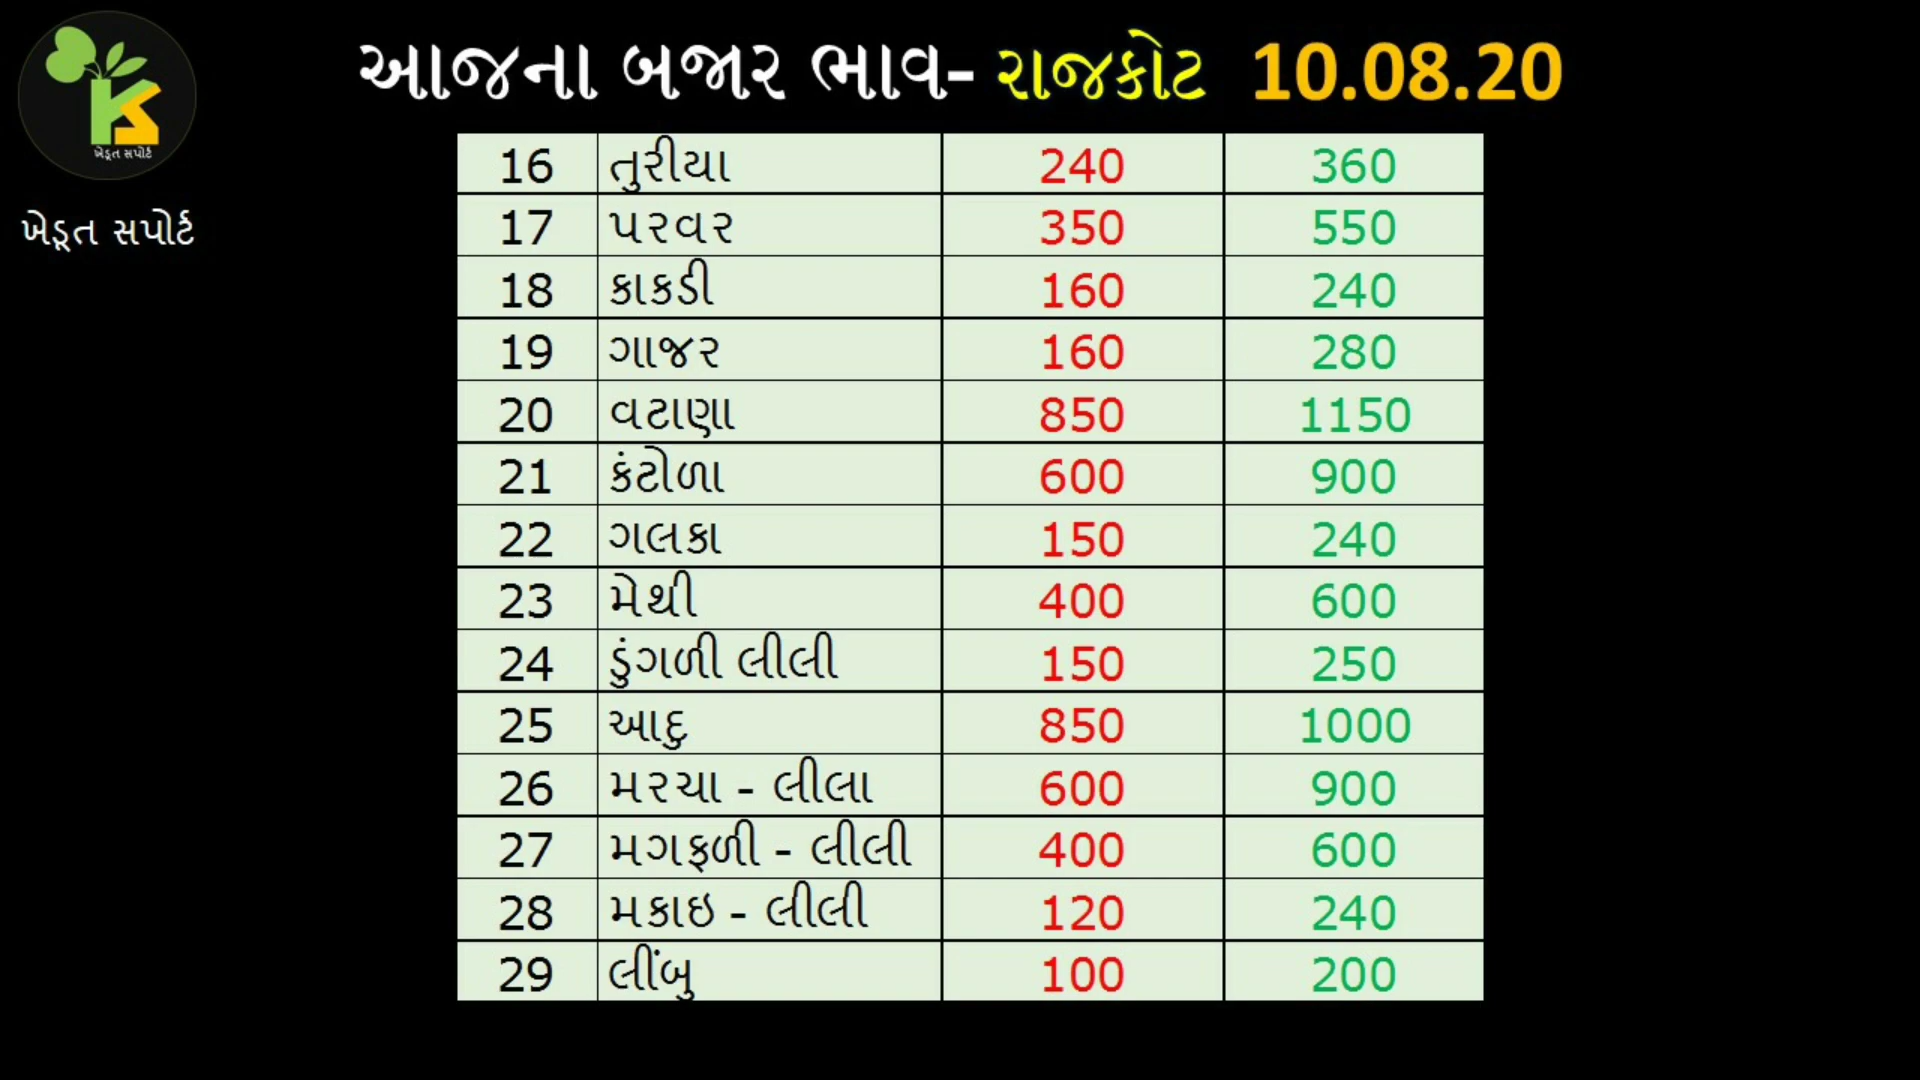 આજના બજાર ભાવ- રાજકોટ 10.08.20
ખેડૂત સપોર્ટ
ખેડૂત સપોર્ટ
16 તુરીયા 240 360
17 પરવર 350 550
18 કાકડી 160 240
19 ગાજર 160 280
20 વટાણા 850 1150
21 કંટોળા 600 900
22 ગલકા 150 240
23 મેથી 400 600
24 ડુંગળી લીલી 150 250
25 આદુ 850 1000
26 મરચા - લીલા 600 900
27 મગફળી - લીલી 400 600
28 મકાઇ - લીલી 120 240
29 લીંબુ 100 200